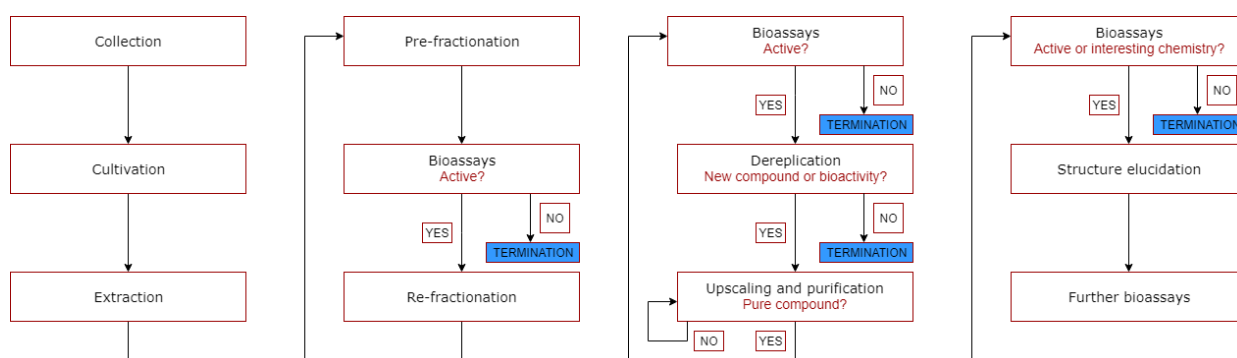 Collection
Cultivation
Extraction
Pre-fractionation
Bioassays
Active?
YES
NO
TERMINATION
Re-fractionation
Bioassays
Active?
YES
NO
TERMINATION
Dereplication
New compound or bioactivity?
YES
NO
TERMINATION
Upscaling and purification
Pure compound?
NO
YES
Bioassays
Active or interesting chemistry?
YES
NO
TERMINATION
Structure elucidation
Further bioassays